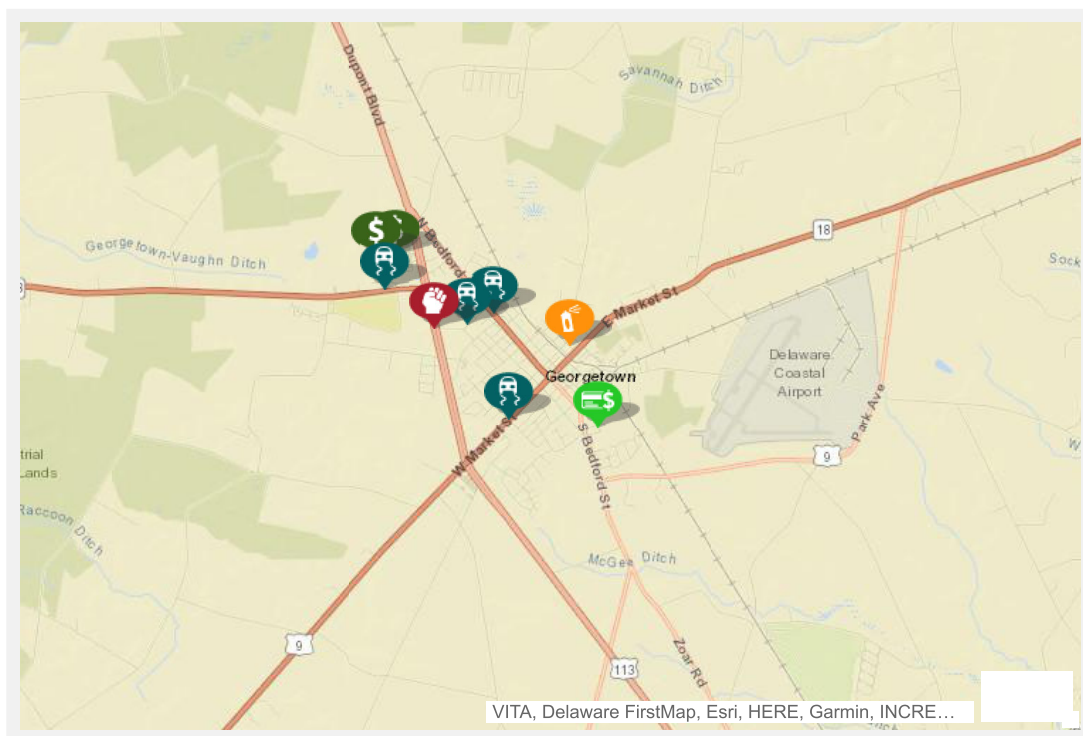 Dupont Blvd
Savannah Ditch
18
N Bedford
Georgetown-Vaughn Ditch
Sock
$
E Market St
Delaware
Coastal
Airport
Georgetown
$
Park Ave
W Market St
S Bedford St
9
trial
Lands
Raccoon Ditch
McGee Ditch
9
Zoar Rd
113
VITA, Delaware FirstMap, Esri, HERE, Garmin, INCRE…